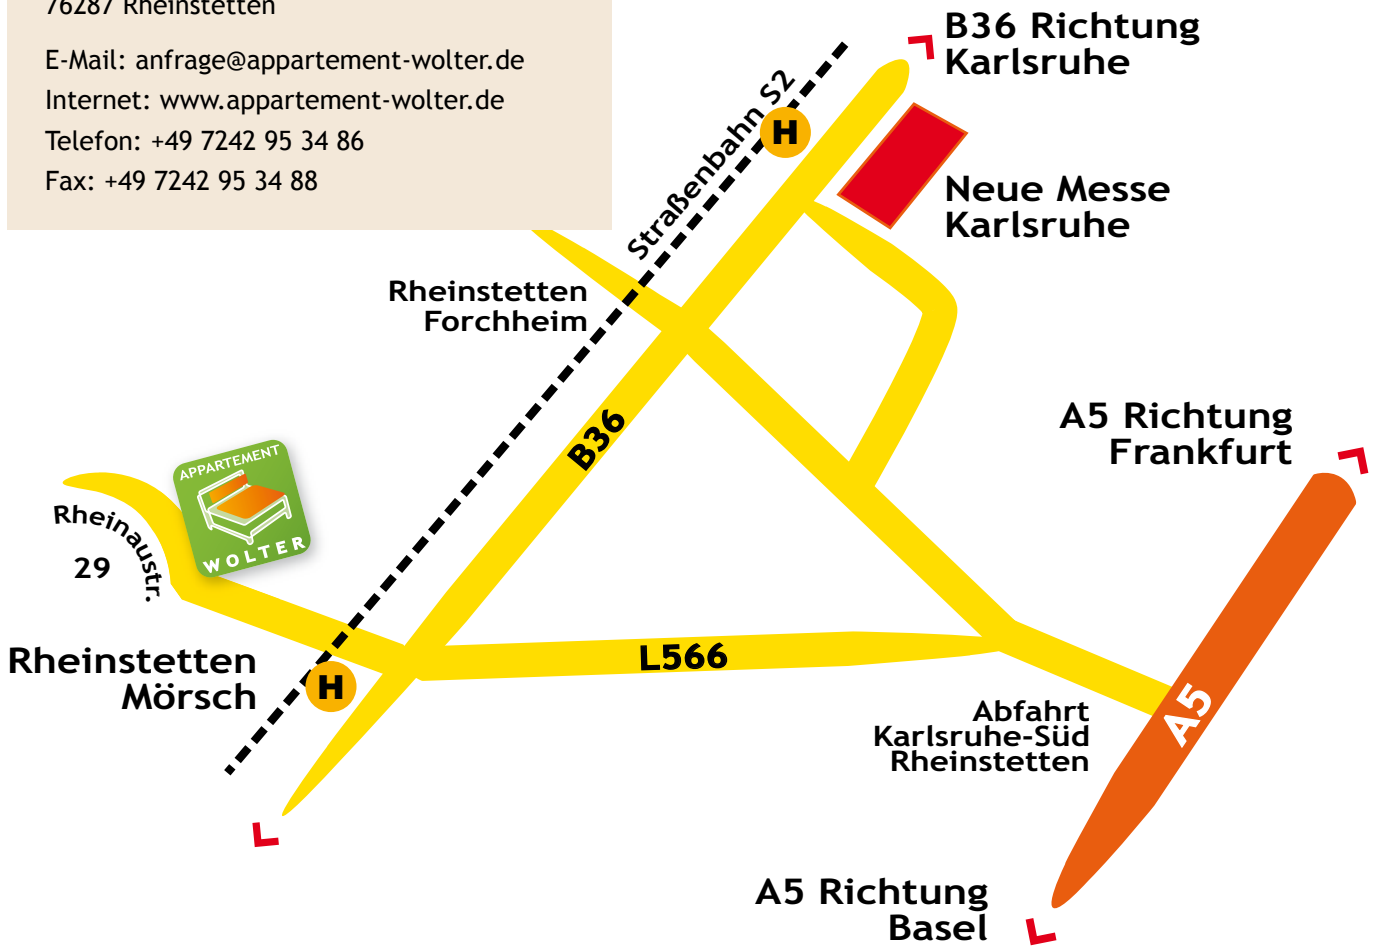 76287 Rheinstetten
E-Mail: anfrage@appartement-wolter.de
Internet: www.appartement-wolter.de
Telefon: +49 7242 95 34 86
Fax: +49 7242 95 34 88
B36 Richtung
Karlsruhe
Straßenbahn S2
H
Neue Messe
Karlsruhe
Rheinstetten
Forchheim
B36
A5 Richtung
Frankfurt
APPARTEMENT
WOLTER
Rheinaustr.
29
Rheinstetten
Mörsch
H
L566
A5
Abfahrt
Karlsruhe-Süd
Rheinstetten
A5 Richtung
Basel